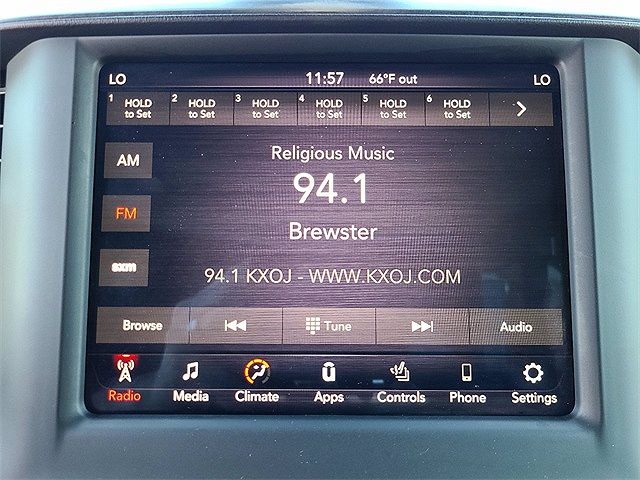 LO 11:57 66°F out LO
1 HOLD to Set 2 HOLD to Set 3 HOLD to Set 4 HOLD to Set 5 HOLD to Set 6 HOLD to Set
AM
Religious Music
94.1
FM
Brewster
sxm
94.1 KXOJ - WWW.KXOJ.COM
Browse Tune Audio
Radio Media Climate Apps Controls Phone Settings